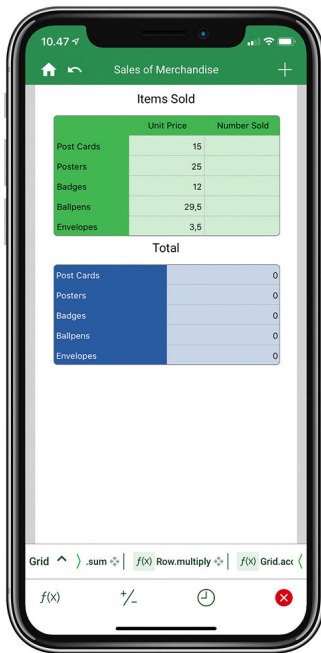 10.47
Sales of Merchandise
Items Sold
Unit Price Number Sold
Post Cards 15
Posters 25
Badges 12
Ballpens 29,5
Envelopes 3,5
Total
Post Cards 0
Posters 0
Badges 0
Ballpens 0
Envelopes 0
Grid .sum f(x) Row.multiply f(x) Grid.acc
f(x) +/-